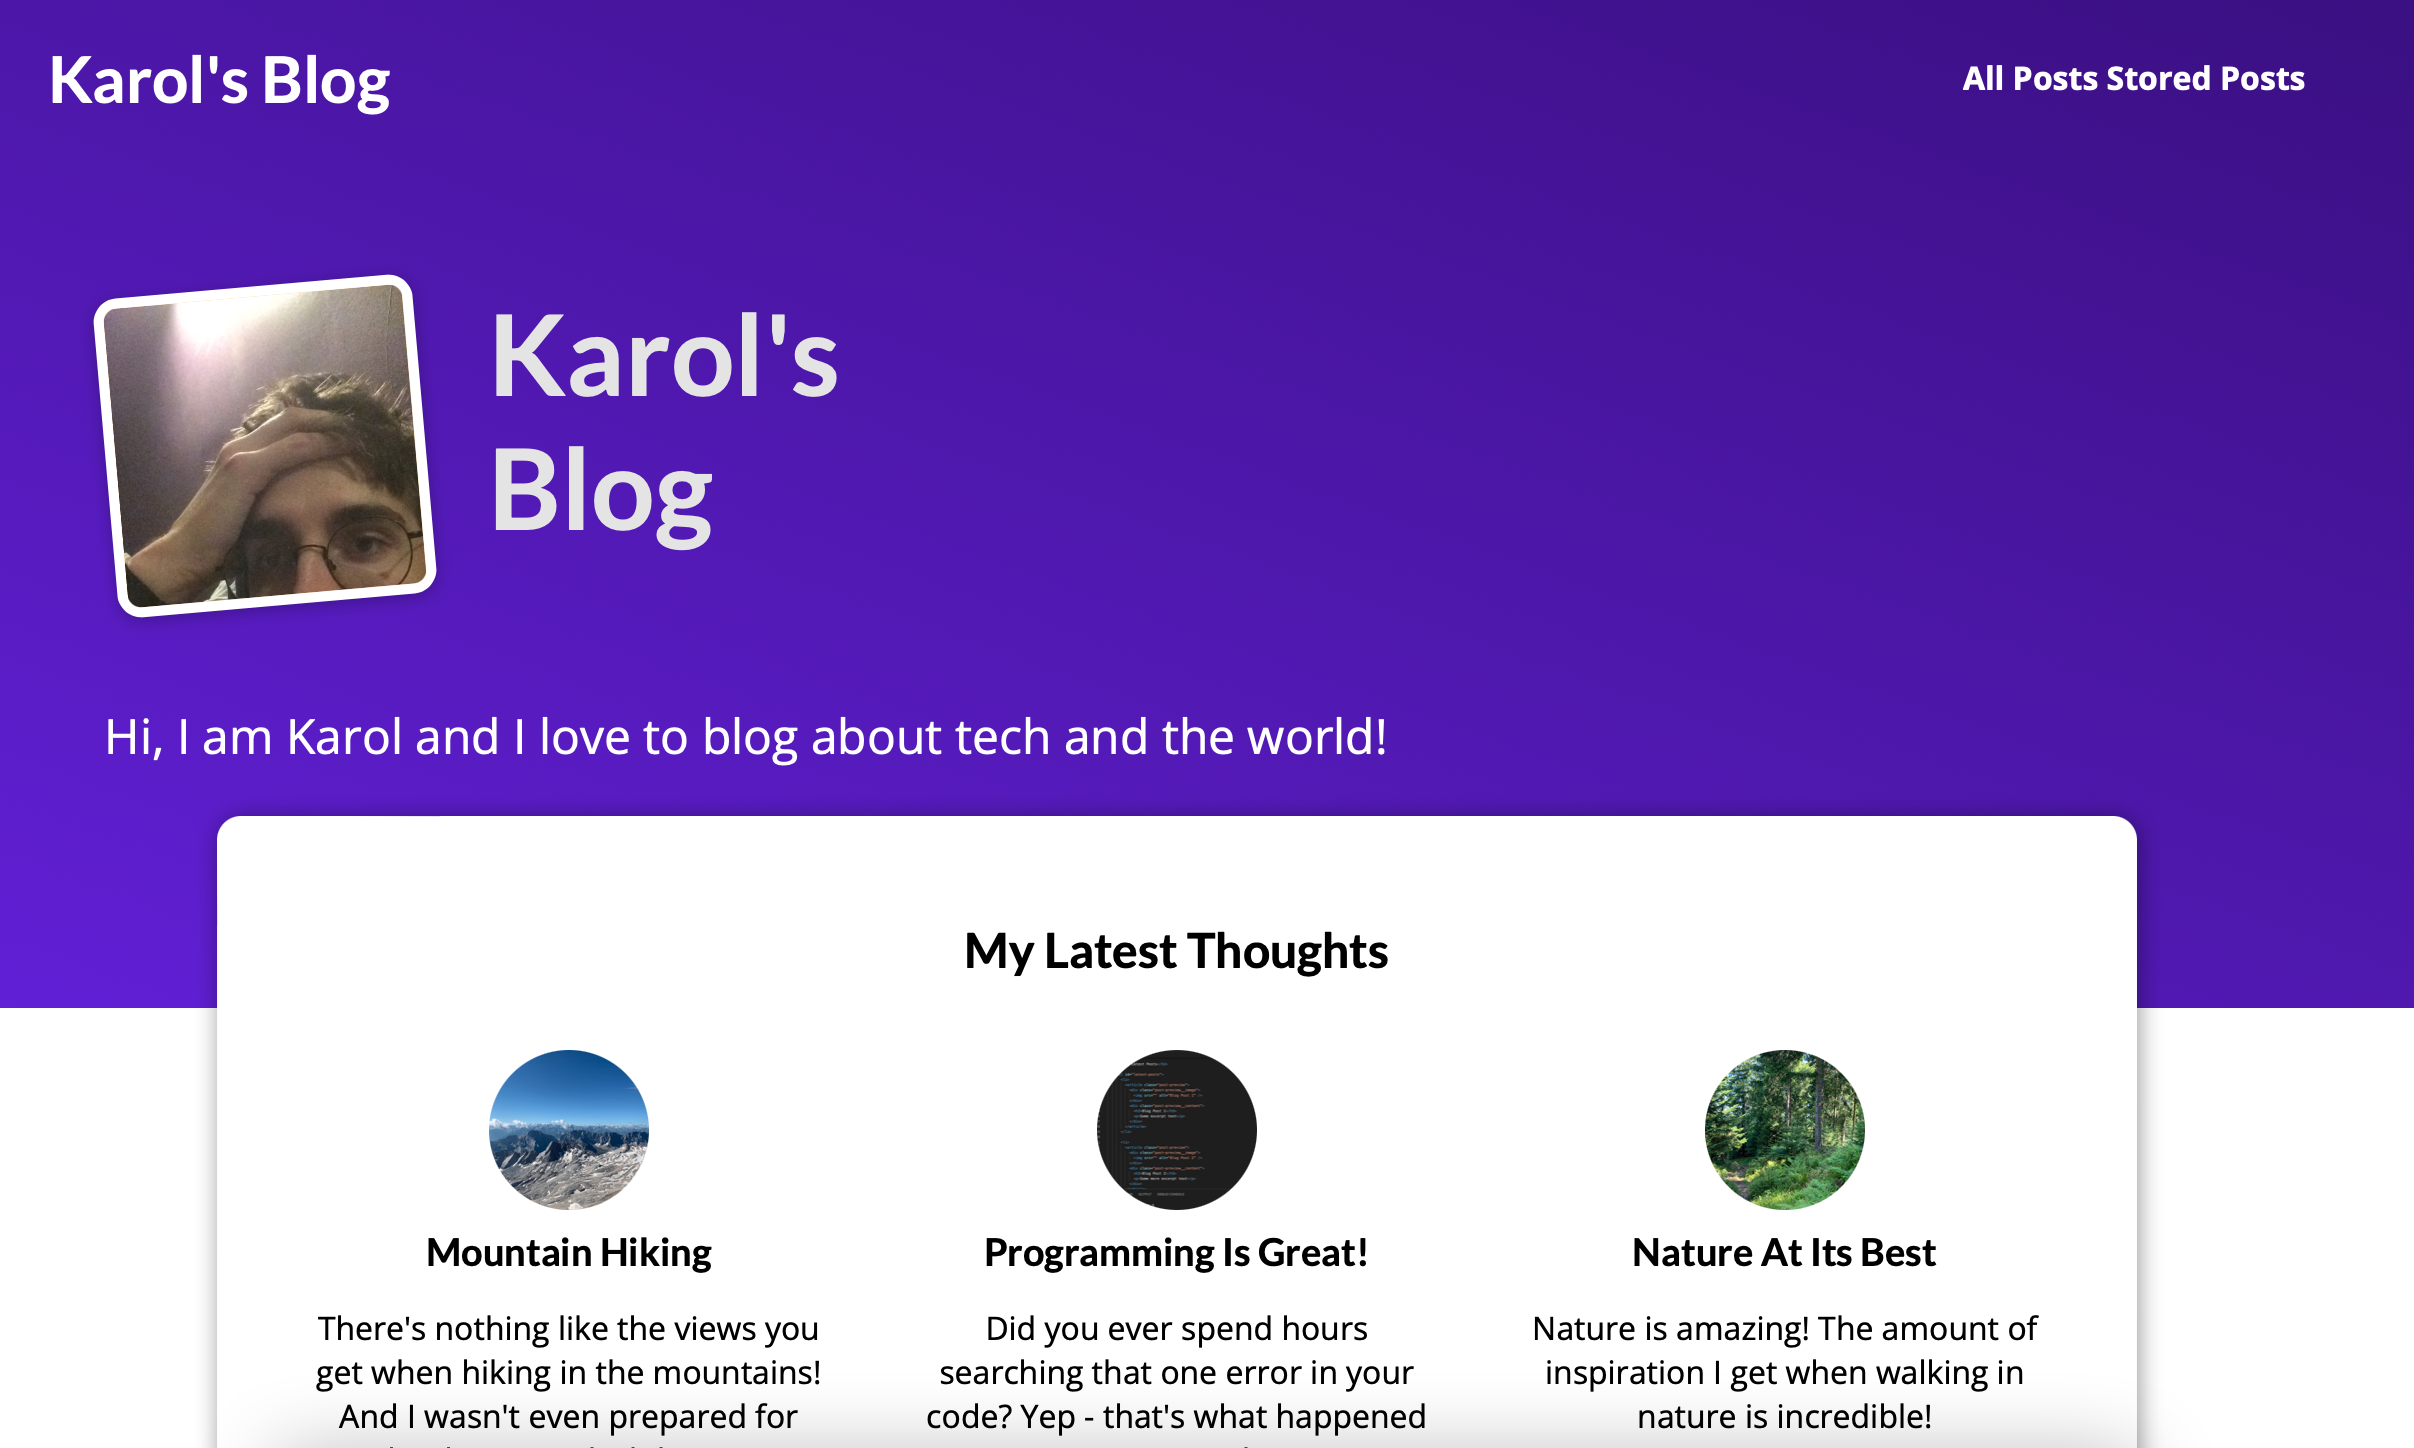 Karol's Blog
All Posts Stored Posts
Karol's
Blog
Hi, I am Karol and I love to blog about tech and the world!
My Latest Thoughts
Mountain Hiking
There's nothing like the views you
get when hiking in the mountains!
And I wasn't even prepared for
Programming Is Great!
Did you ever spend hours
searching that one error in your
code? Yep - that's what happened
Nature At Its Best
Nature is amazing! The amount of
inspiration I get when walking in
nature is incredible!